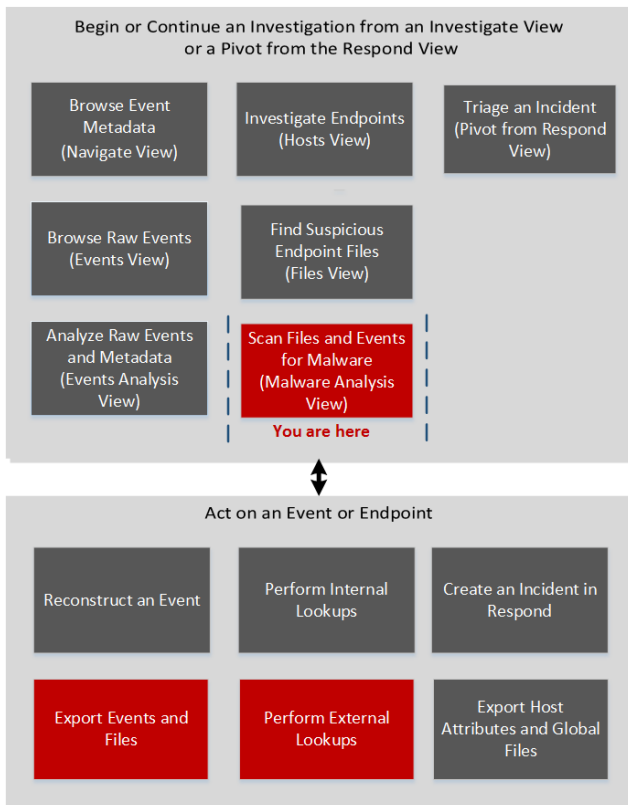 Begin or Continue an Investigation from an Investigate View
or a Pivot from the Respond View
Browse Event
Metadata
(Navigate View)
Investigate Endpoints
(Hosts View)
Triage an Incident
(Pivot from Respond
View)
Browse Raw Events
(Events View)
Find Suspicious
Endpoint Files
(Files View)
Analyze Raw Events
and Metadata
(Events Analysis
View)
Scan Files and Events
for Malware
(Malware Analysis
View)
You are here
Act on an Event or Endpoint
Reconstruct an Event
Perform Internal
Lookups
Create an Incident in
Respond
Export Events and
Files
Perform External
Lookups
Export Host
Attributes and Global
Files